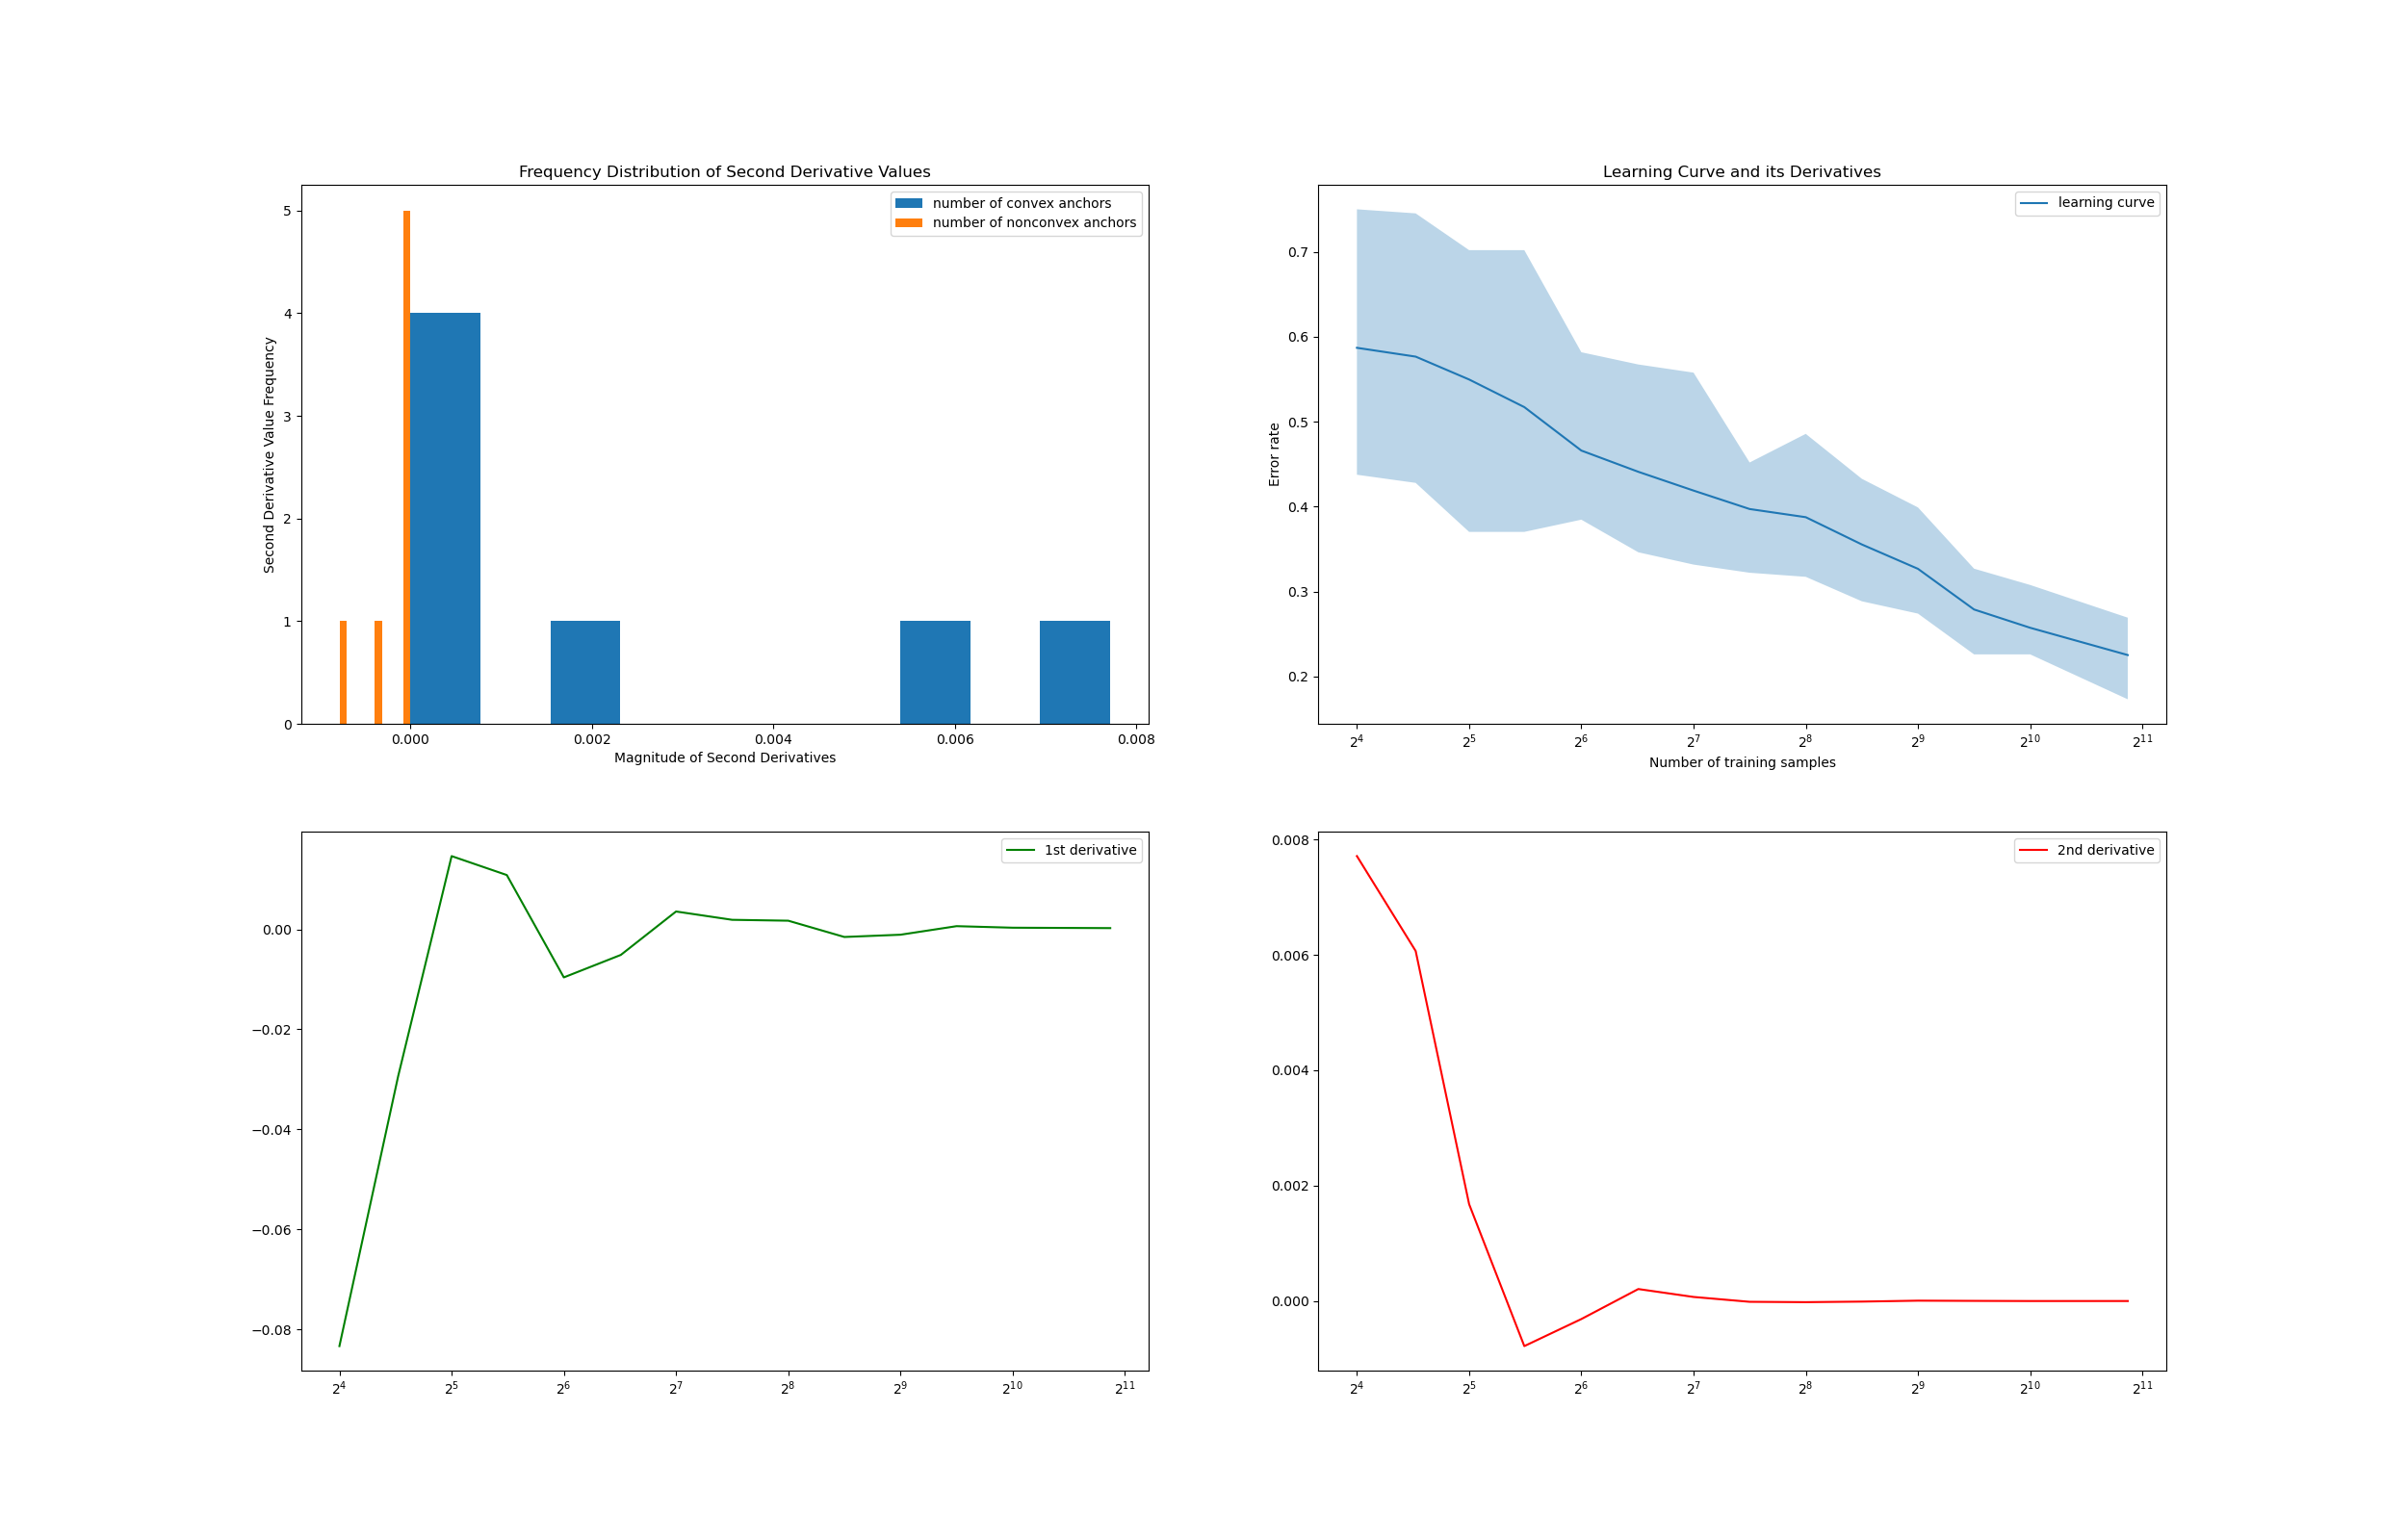 Frequency Distribution of Second Derivative Values
number of convex anchors
number of nonconvex anchors
5
4
3
2
1
0
Second Derivative Value Frequency
0.000 0.002 0.004 0.006 0.008
Magnitude of Second Derivatives
Learning Curve and its Derivatives
learning curve
0.7
0.6
0.5
0.4
0.3
0.2
Error rate
2^4 2^5 2^6 2^7 2^8 2^9 2^10 2^11
Number of training samples
1st derivative
0.00
−0.02
−0.04
−0.06
−0.08
2^4 2^5 2^6 2^7 2^8 2^9 2^10 2^11
2nd derivative
0.008
0.006
0.004
0.002
0.000
2^4 2^5 2^6 2^7 2^8 2^9 2^10 2^11